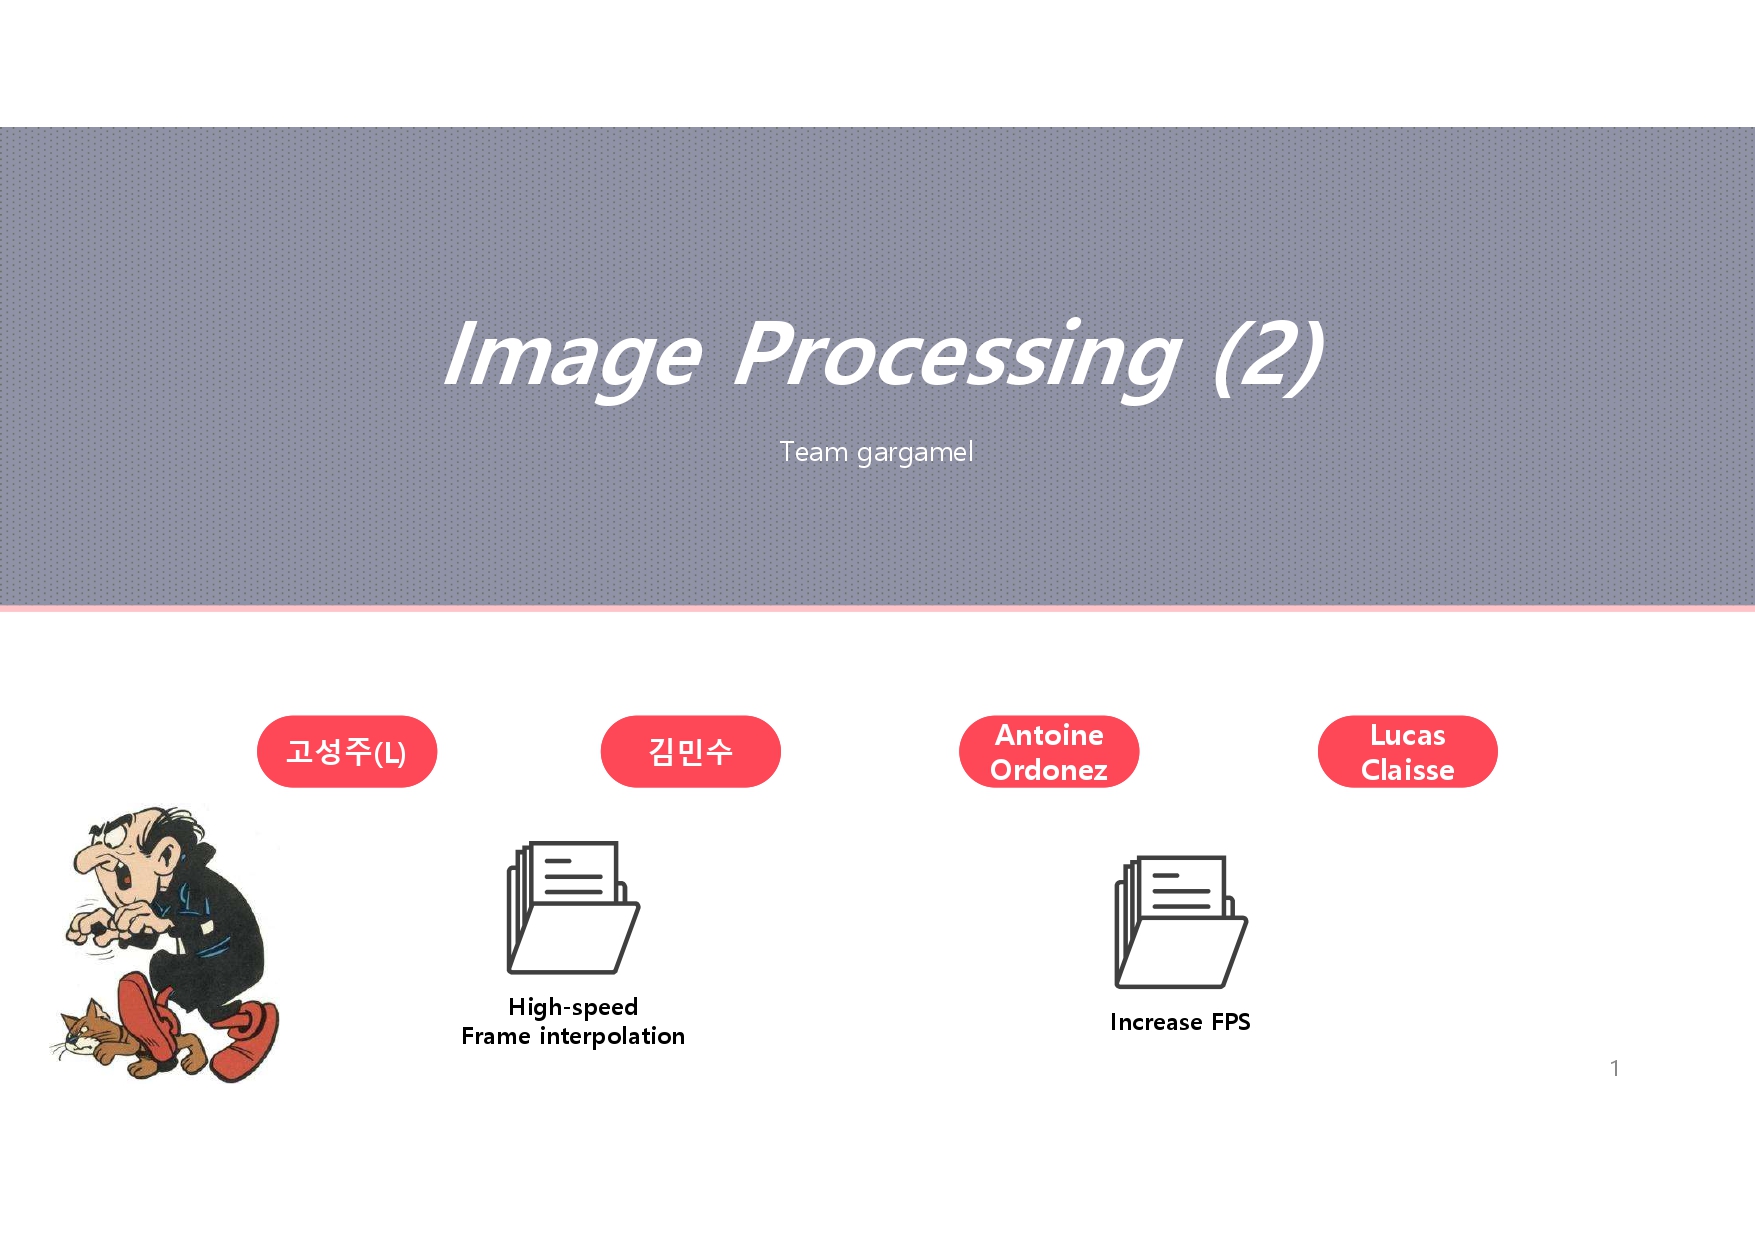 Image Processing (2)
Team gargamel
고성주(L)
김민수
Antoine
Ordonez
Lucas
Claisse
High-speed
Frame interpolation
Increase FPS
1